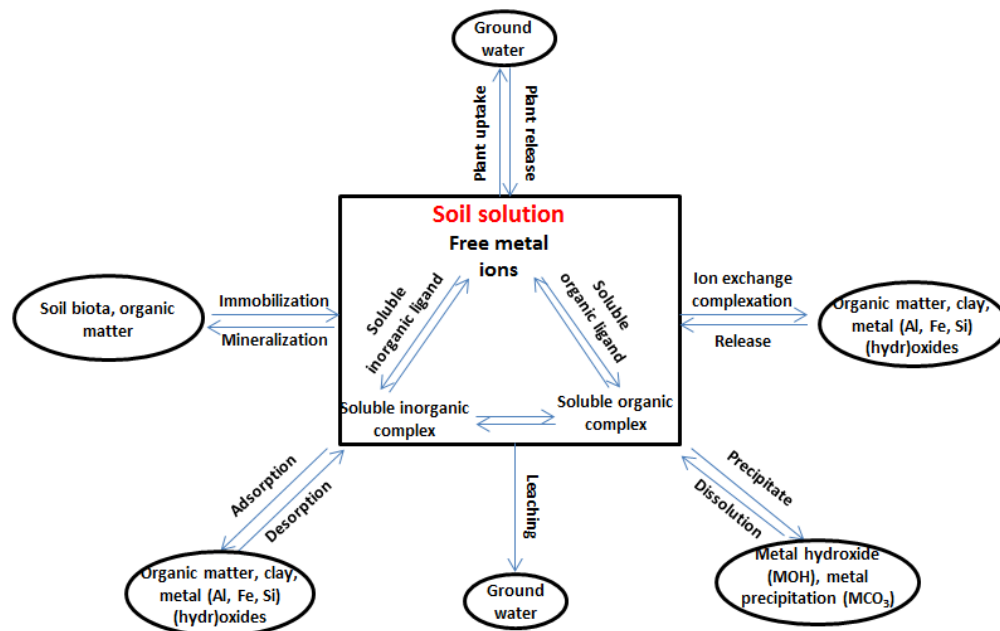 Ground
water
Plant uptake
Plant release
Soil solution
Free metal
ions
Soluble
inorganic ligand
Soluble
organic ligand
Soluble inorganic
complex
Soluble organic
complex
Soil biota, organic
matter
Immobilization
Mineralization
Ion exchange
complexation
Release
Organic matter, clay,
metal (Al, Fe, Si)
(hydr)oxides
Adsorption
Desorption
Leaching
Precipitate
Dissolution
Organic matter, clay,
metal (Al, Fe, Si)
(hydr)oxides
Ground
water
Metal hydroxide
(MOH), metal
precipitation (MCO₃)